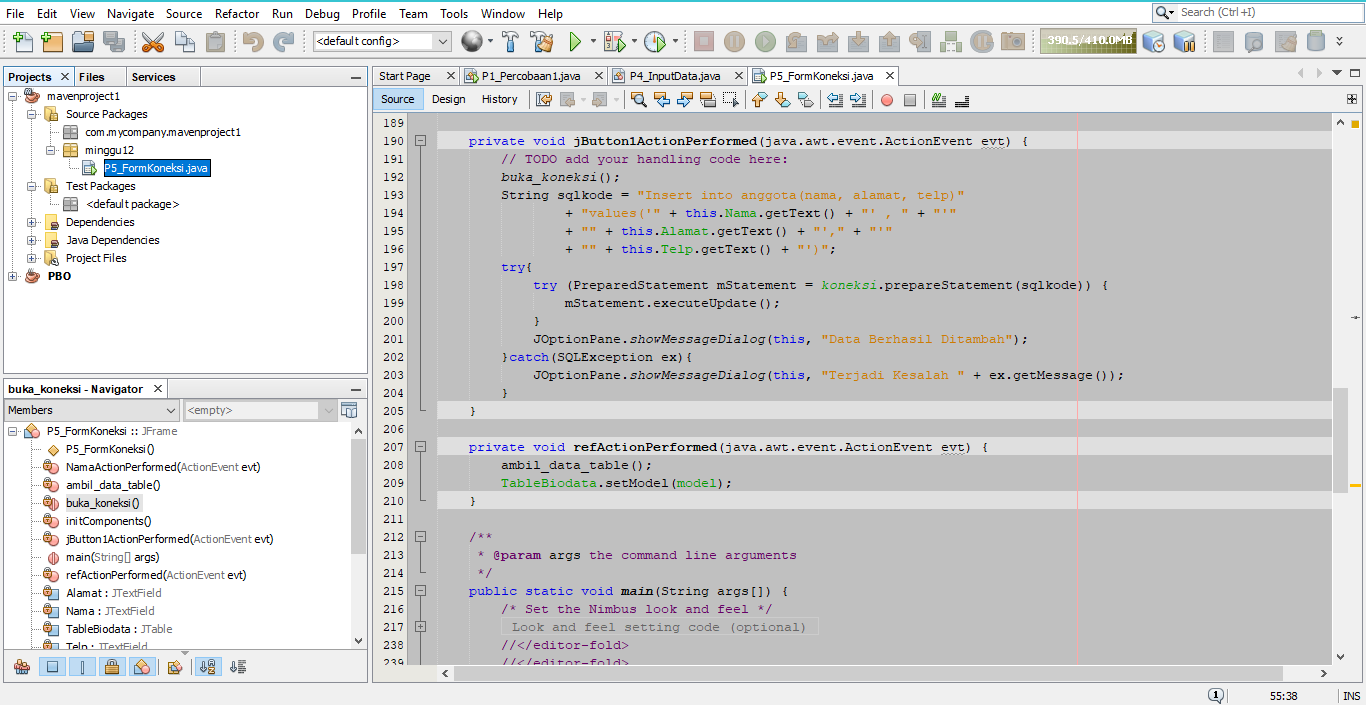 File Edit View Navigate Source Refactor Run Debug Profile Team Tools Window Help
Search (Ctrl+I)
<default config>
390.5/410.0MB
Projects Files Services
mavenproject1
Source Packages
com.mycompany.mavenproject1
minggu12
P5_FormKoneksi.java
Test Packages
<default package>
Dependencies
Java Dependencies
Project Files
PBO
buka_koneksi - Navigator
Members
<empty>
P5_FormKoneksi :: JFrame
P5_FormKoneksi()
NamaActionPerformed(ActionEvent evt)
ambil_data_table()
buka_koneksi()
initComponents()
jButton1ActionPerformed(ActionEvent evt)
main(String[] args)
refActionPerformed(ActionEvent evt)
Alamat : JTextField
Nama : JTextField
TableBiodata : JTable
Telp : JTextField
Start Page P1_Percobaan1.java P4_InputData.java P5_FormKoneksi.java
Source Design History
189
190 private void jButton1ActionPerformed(java.awt.event.ActionEvent evt) {
191 // TODO add your handling code here:
192 buka_koneksi();
193 String sqlkode = "Insert into anggota(nama, alamat, telp)"
194 + "values('" + this.Nama.getText() + "' , " + "'"
195 + "" + this.Alamat.getText() + "'," + "'"
196 + "" + this.Telp.getText() + "')";
197 try{
198 try (PreparedStatement mStatement = koneksi.prepareStatement(sqlkode)) {
199 mStatement.executeUpdate();
200 }
201 JOptionPane.showMessageDialog(this, "Data Berhasil Ditambah");
202 }catch(SQLException ex){
203 JOptionPane.showMessageDialog(this, "Terjadi Kesalah " + ex.getMessage());
204 }
205 }
206
207 private void refActionPerformed(java.awt.event.ActionEvent evt) {
208 ambil_data_table();
209 TableBiodata.setModel(model);
210 }
211
212 /**
213 * @param args the command line arguments
214 */
215 public static void main(String args[]) {
216 /* Set the Nimbus look and feel */
217 Look and feel setting code (optional)
238 //</editor-fold>
239 //</editor-fold>
1
55:38
INS